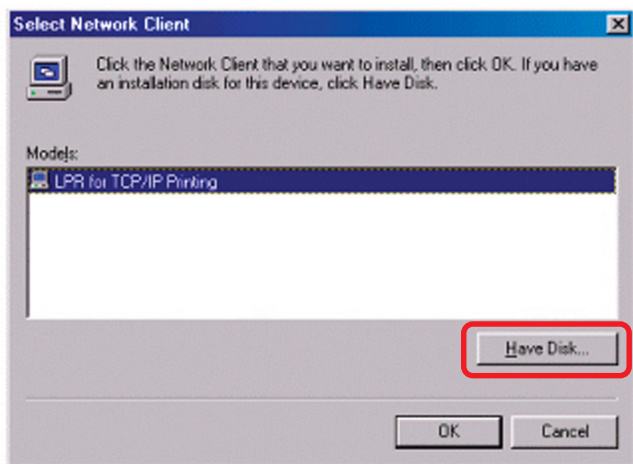 Select Network Client
Click the Network Client that you want to install, then click OK. If you have
an installation disk for this device, click Have Disk.
Models:
LPR for TCP/IP Printing
Have Disk...
OK
Cancel